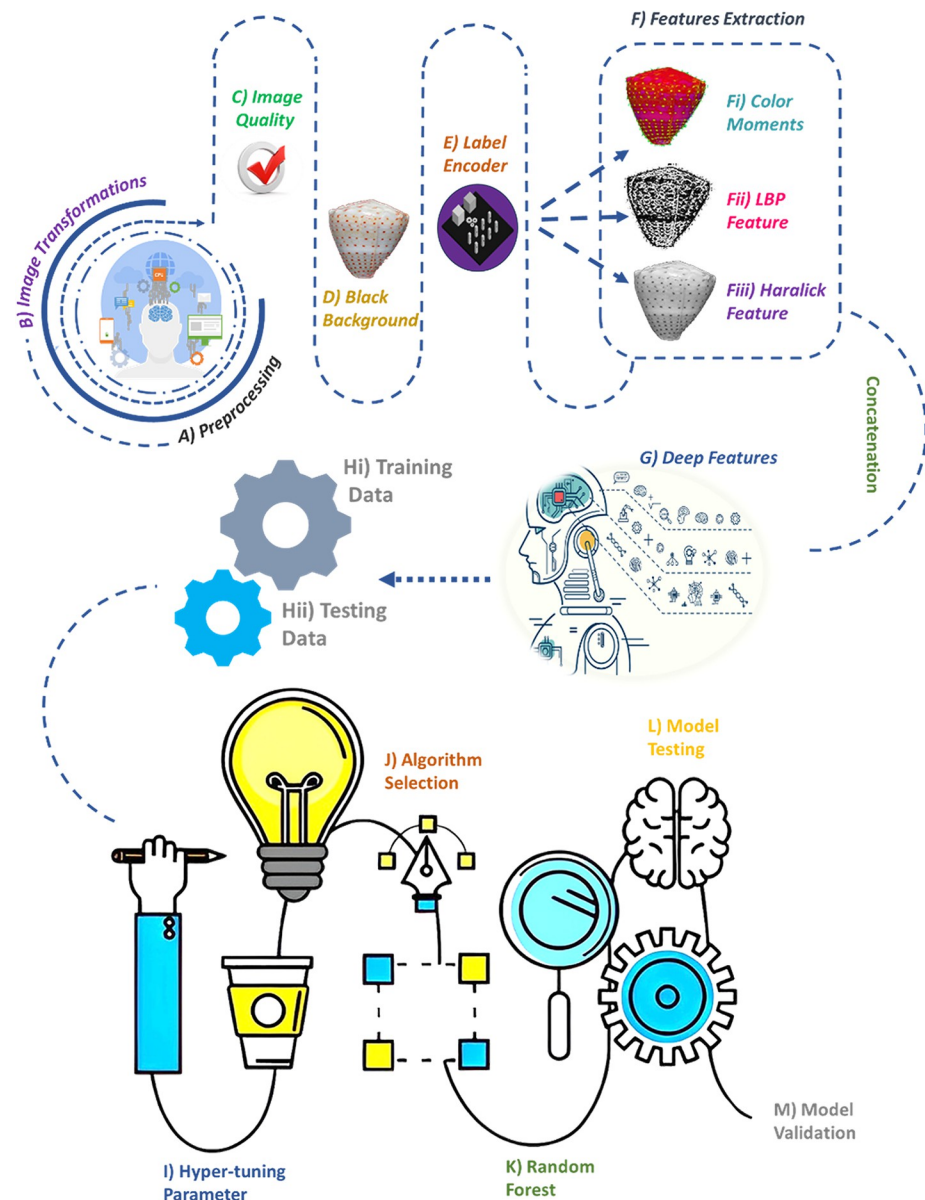 F) Features Extraction
C) Image
Quality
Fi) Color
Moments
E) Label
Encoder
B) Image Transformations
Fii) LBP
Feature
CPU
D) Black
Background
Fiii) Haralick
Feature
A) Preprocessing
Concatenation
G) Deep Features
Hi) Training
Data
Hii) Testing
Data
L) Model
Testing
J) Algorithm
Selection
M) Model
Validation
I) Hyper-tuning
Parameter
K) Random
Forest